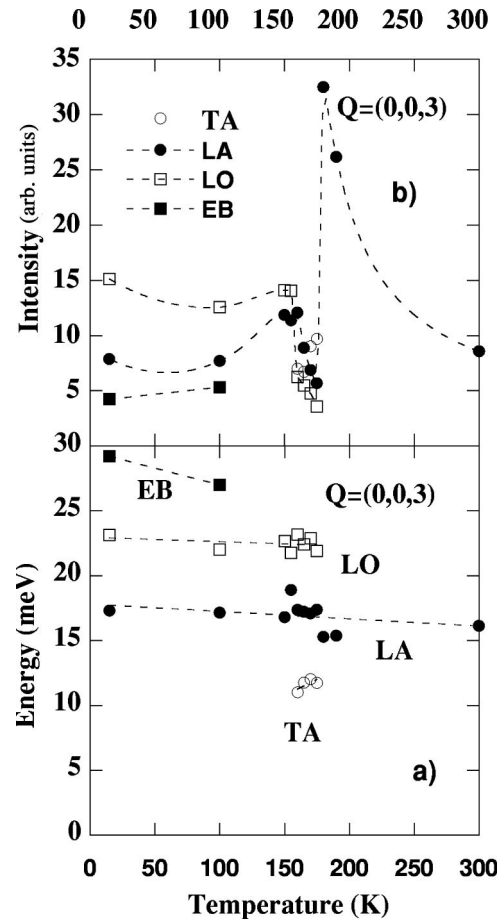 0 50 100 150 200 250 300
35
30
25
20
15
10
5
30
Intensity (arb. units)
Q=(0,0,3)
TA
LA
LO
EB
b)
25
20
15
10
5
0
Energy (meV)
EB
Q=(0,0,3)
LO
LA
TA
a)
0 50 100 150 200 250 300
Temperature (K)